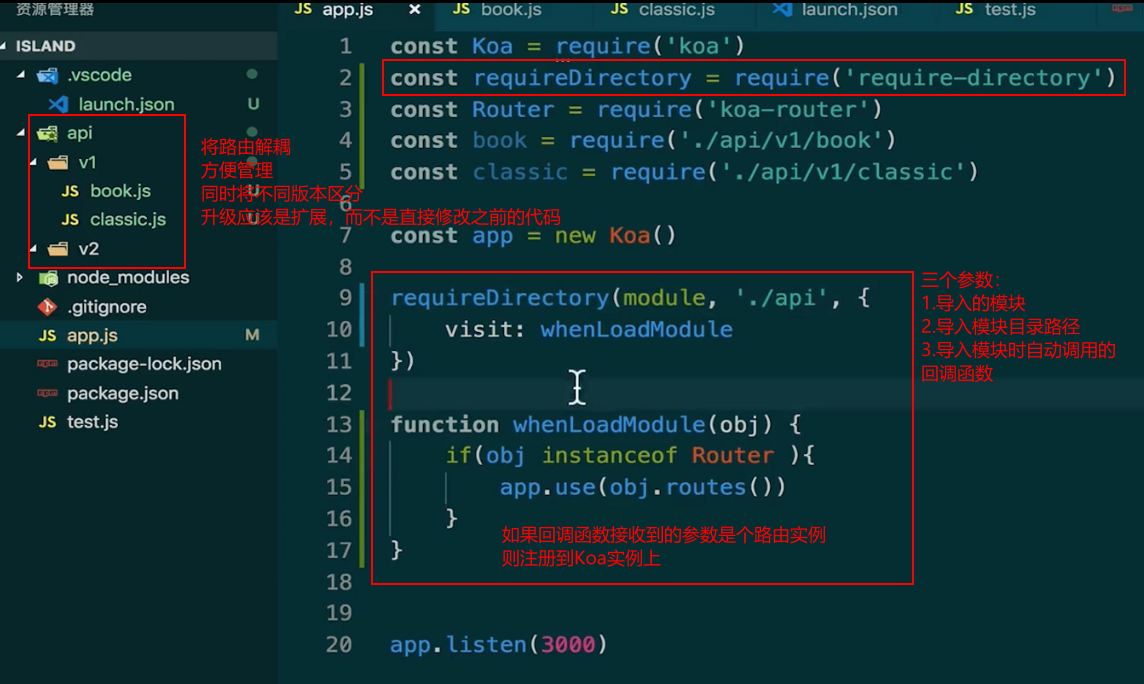 资源管理器
ISLAND
.vscode
launch.json U
api
v1
JS book.js U
JS classic.js U
v2
node_modules
.gitignore
JS app.js M
package-lock.json
package.json
JS test.js
将路由解耦
方便管理
同时将不同版本区分
升级应该是扩展，而不是直接修改之前的代码
JS app.js × JS book.js JS classic.js launch.json JS test.js
1 const Koa = require('koa')
2 const requireDirectory = require('require-directory')
3 const Router = require('koa-router')
4 const book = require('./api/v1/book')
5 const classic = require('./api/v1/classic')
6
7 const app = new Koa()
8
9 requireDirectory(module, './api', {
10 visit: whenLoadModule
11 })
12
13 function whenLoadModule(obj) {
14 if(obj instanceof Router ){
15 app.use(obj.routes())
16 }
17 }
18
19
20 app.listen(3000)
三个参数：
1.导入的模块
2.导入模块目录路径
3.导入模块时自动调用的
回调函数
如果回调函数接收到的参数是个路由实例
则注册到Koa实例上